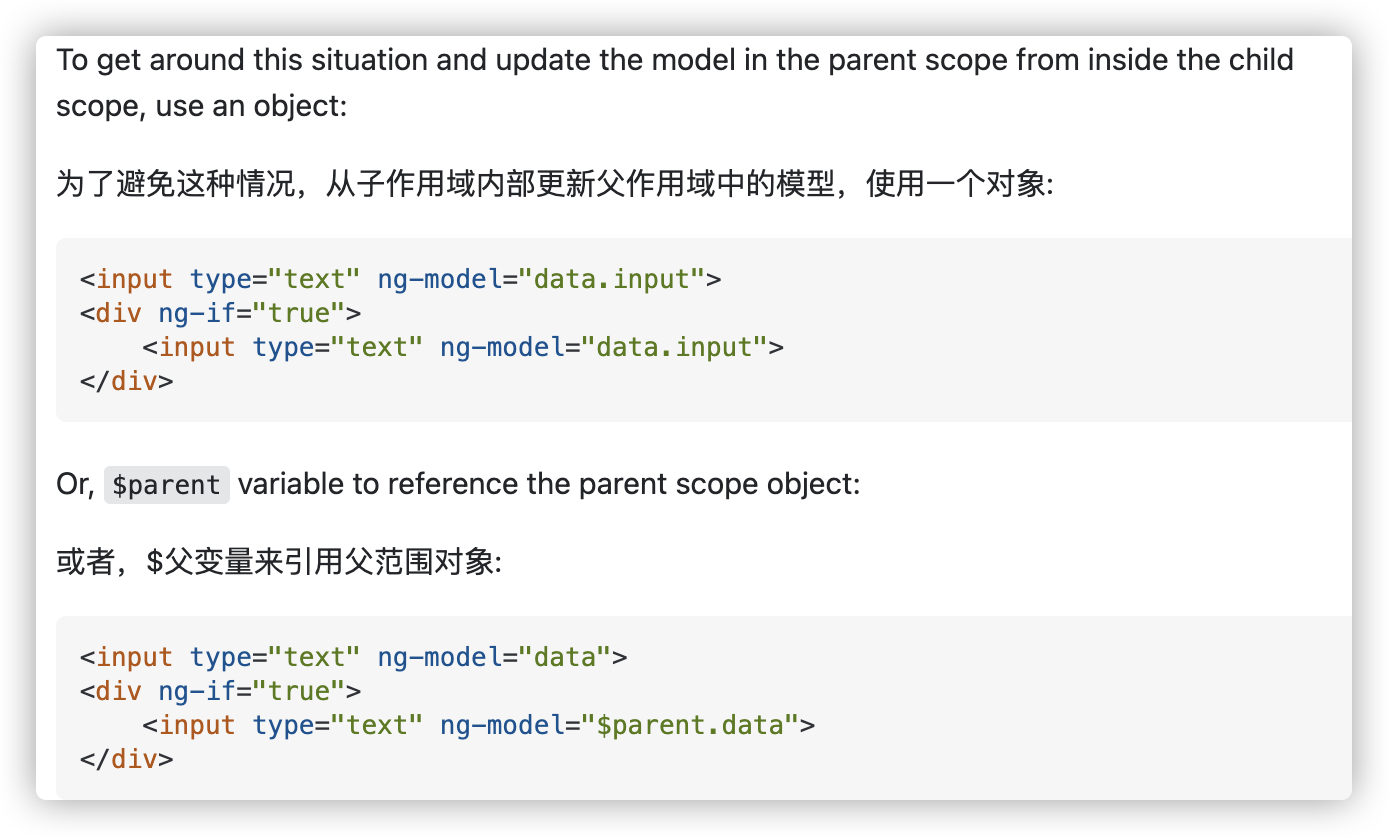 To get around this situation and update the model in the parent scope from inside the child
scope, use an object:
为了避免这种情况，从子作用域内部更新父作用域中的模型，使用一个对象:
<input type="text" ng-model="data.input">
<div ng-if="true">
    <input type="text" ng-model="data.input">
</div>
Or, $parent variable to reference the parent scope object:
或者，$父变量来引用父范围对象:
<input type="text" ng-model="data">
<div ng-if="true">
    <input type="text" ng-model="$parent.data">
</div>